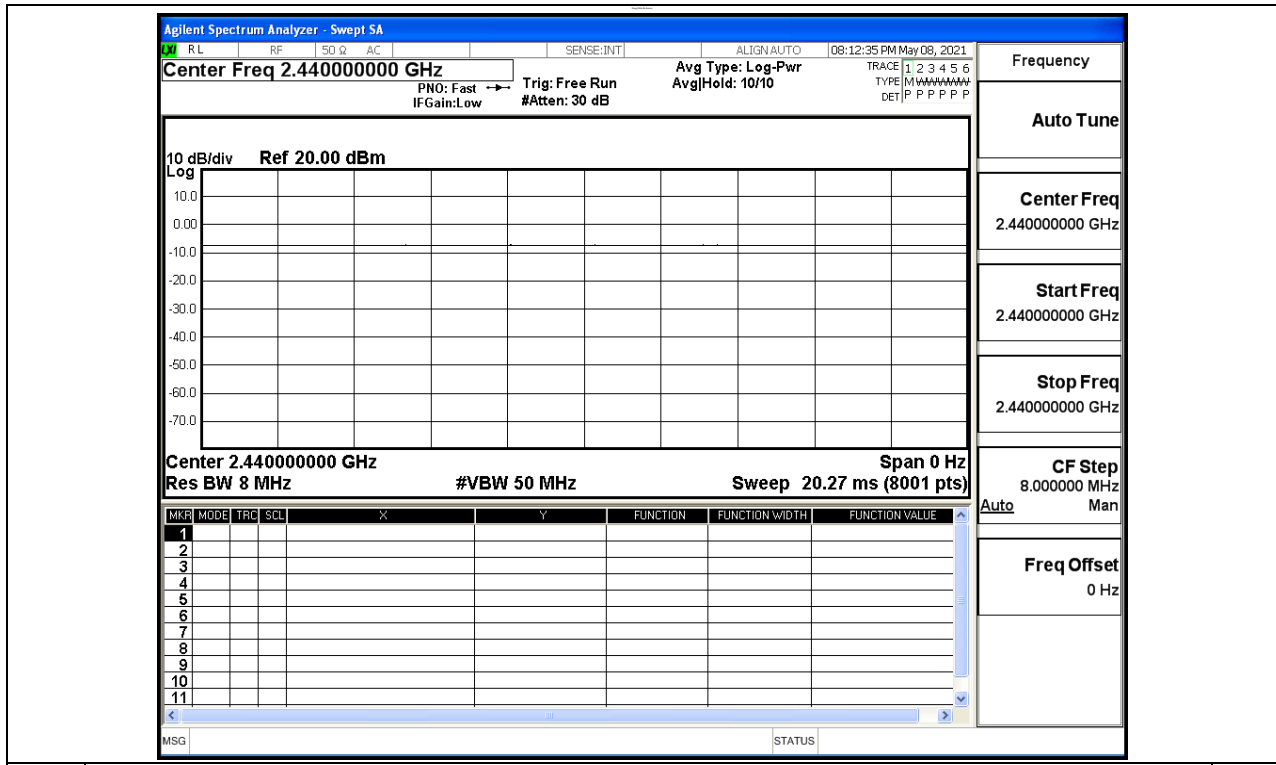 Agilent Spectrum Analyzer - Swept SA
LXI RL RF 50 Ω AC SENSE:INT ALIGN AUTO 08:12:35 PM May 08, 2021
Center Freq 2.440000000 GHz
PNO: Fast
IFGain:Low
Trig: Free Run
#Atten: 30 dB
Avg Type: Log-Pwr
Avg|Hold: 10/10
TRACE 1 2 3 4 5 6
TYPE M WWWWW
DET P P P P P P
10 dB/div Ref 20.00 dBm
Log
10.0
0.00
-10.0
-20.0
-30.0
-40.0
-50.0
-60.0
-70.0
Center 2.440000000 GHz Span 0 Hz
Res BW 8 MHz #VBW 50 MHz Sweep 20.27 ms (8001 pts)
MKR MODE TRC SCL X Y FUNCTION FUNCTION WIDTH FUNCTION VALUE
1
2
3
4
5
6
7
8
9
10
11
MSG STATUS
Frequency
Auto Tune
Center Freq
2.440000000 GHz
Start Freq
2.440000000 GHz
Stop Freq
2.440000000 GHz
CF Step
8.000000 MHz
Auto Man
Freq Offset
0 Hz